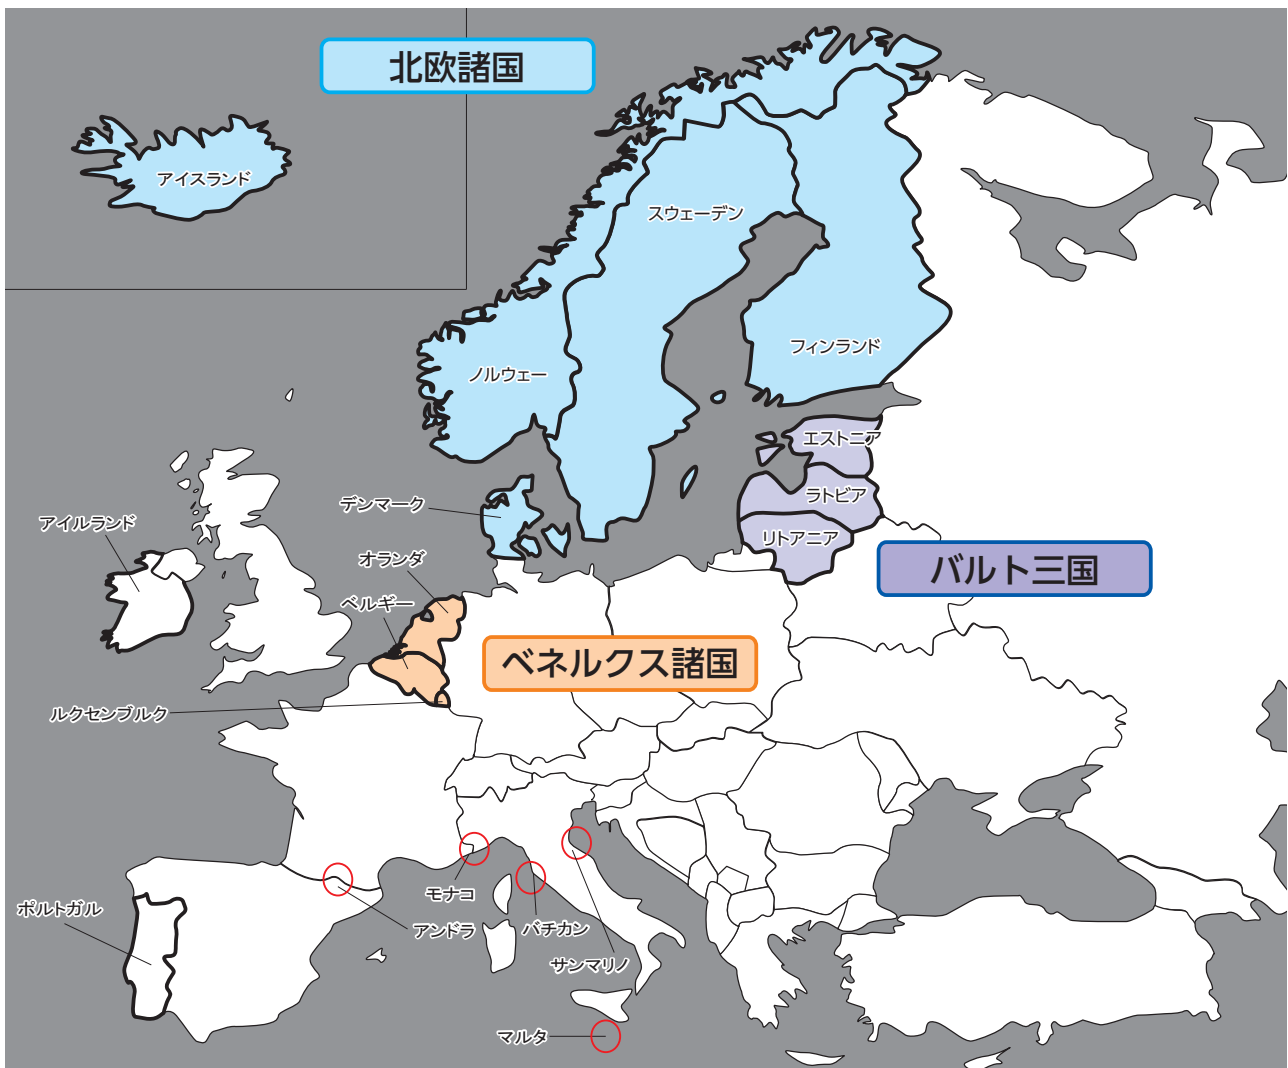 北欧諸国
アイスランド
スウェーデン
フィンランド
ノルウェー
エストニア
ラトビア
リトアニア
バルト三国
デンマーク
アイルランド
オランダ
ベルギー
ベネルクス諸国
ルクセンブルク
モナコ
ポルトガル
アンドラ
バチカン
サンマリノ
マルタ